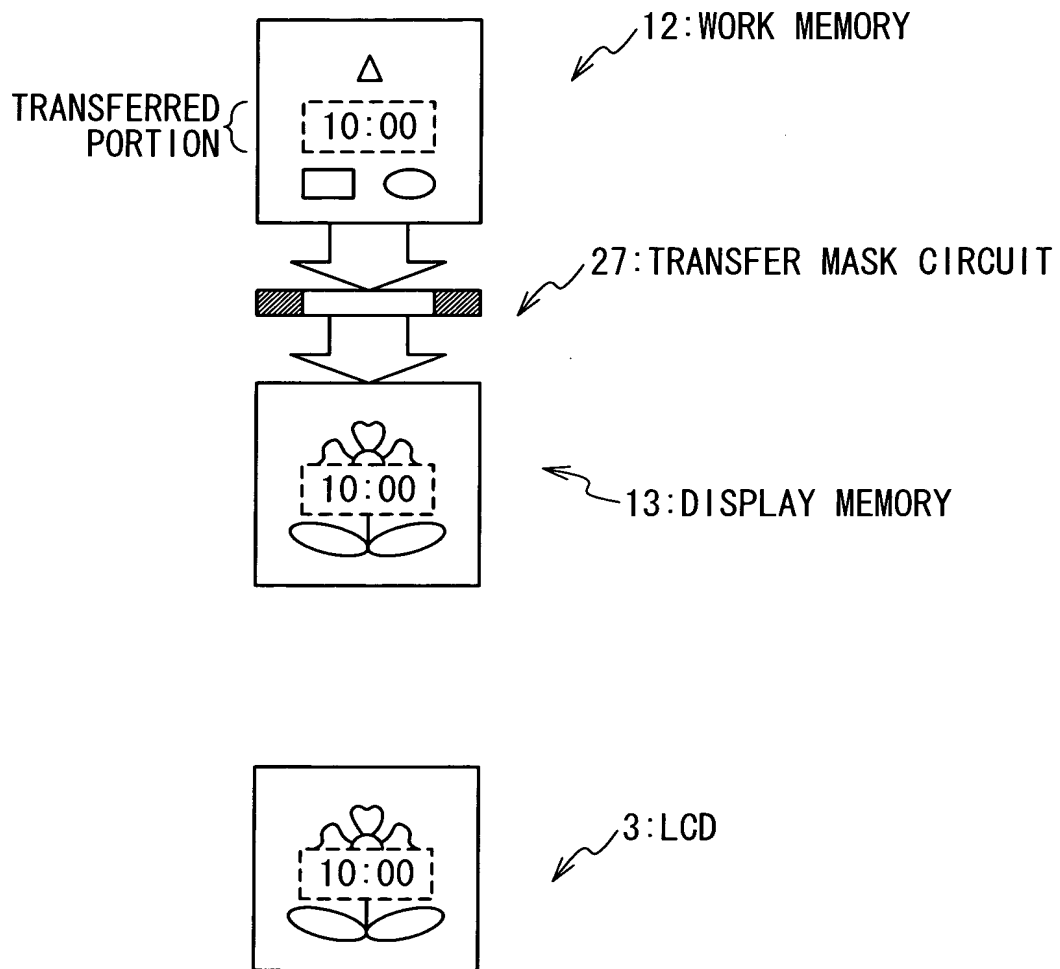 12:WORK MEMORY
TRANSFERRED
PORTION
10:00
27:TRANSFER MASK CIRCUIT
10:00
13:DISPLAY MEMORY
3:LCD
10:00